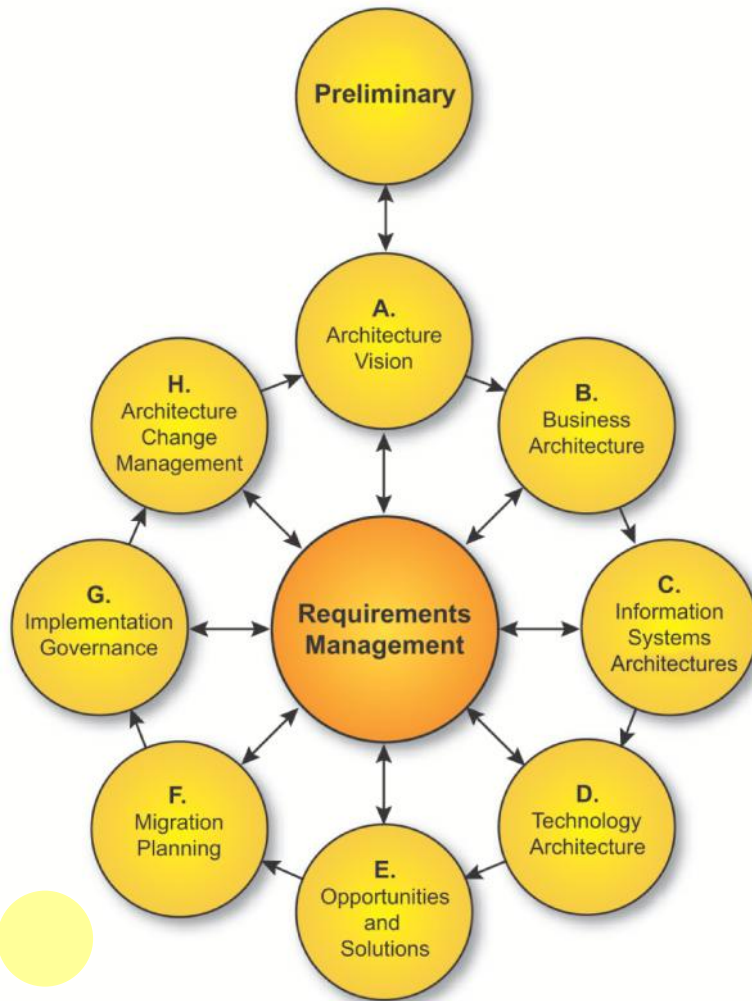 Preliminary
A.
Architecture
Vision
B.
Business
Architecture
C.
Information
Systems
Architectures
D.
Technology
Architecture
E.
Opportunities
and
Solutions
F.
Migration
Planning
G.
Implementation
Governance
H.
Architecture
Change
Management
Requirements
Management